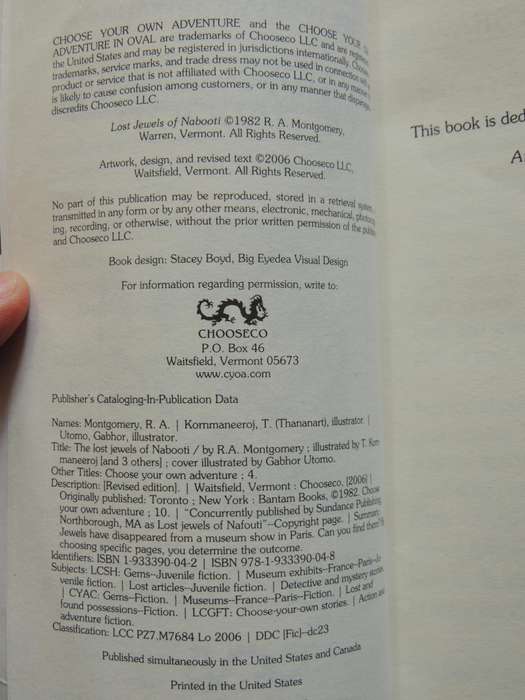 CHOOSE YOUR OWN ADVENTURE and the CHOOSE YOUR
ADVENTURE IN OVAL are trademarks of Chooseco LLC and are
the United States and may be registered in jurisdictions internationally.
trademarks, service marks, and trade dress may not be used in connection
product or service that is not affiliated with Chooseco LLC, or in any manner
is likely to cause confusion among customers, or in any manner that
discredits Chooseco LLC.
Lost Jewels of Nabooti ©1982 R. A. Montgomery,
Warren, Vermont. All Rights Reserved.
Artwork, design, and revised text ©2006 Chooseco LLC,
Waitsfield, Vermont. All Rights Reserved.
No part of this publication may be reproduced, stored in a retrieval system,
transmitted in any form or by any other means, electronic, mechanical,
ing, recording, or otherwise, without the prior written permission of the
and Chooseco LLC.
Book design: Stacey Boyd, Big Eyedea Visual Design
For information regarding permission, write to:
CHOOSECO
P.O. Box 46
Waitsfield, Vermont 05673
www.cyoa.com
Publisher's Cataloging-In-Publication Data
Names: Montgomery, R. A. | Kornmaneeroj, T. (Thananart), illustrator. |
Utomo, Gabhor, illustrator.
Title: The lost jewels of Nabooti / by R.A. Montgomery ; illustrated by T. Korn
maneeroj [and 3 others] ; cover illustrated by Gabhor Utomo.
Other Titles: Choose your own adventure ; 4.
Description: [Revised edition]. | Waitsfield, Vermont : Chooseco, [2006] |
Originally published: Toronto ; New York : Bantam Books, ©1982. Choose
your own adventure ; 10. | "Concurrently published by Sundance Publishing,
Northborough, MA as Lost jewels of Nafouti"--Copyright page. | Summary:
Jewels have disappeared from a museum show in Paris. Can you find them?
choosing specific pages, you determine the outcome.
Identifiers: ISBN 1-933390-04-2 | ISBN 978-1-933390-04-8
Subjects: LCSH: Gems--Juvenile fiction. | Museum exhibits--France--Paris--Ju
venile fiction. | Lost articles--Juvenile fiction. | Detective and mystery stories.
| CYAC: Gems--Fiction. | Museums--France--Paris--Fiction. | Lost and
found possessions--Fiction. | LCGFT: Choose-your-own stories. | Action and
adventure fiction.
Classification: LCC PZ7.M7684 Lo 2006 | DDC [Fic]--dc23
Published simultaneously in the United States and Canada
Printed in the United States
This book is ded
A